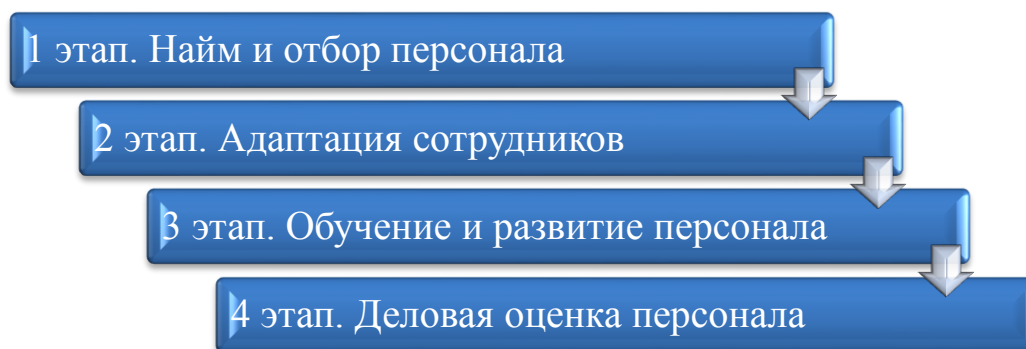 1 этап. Найм и отбор персонала
2 этап. Адаптация сотрудников
3 этап. Обучение и развитие персонала
4 этап. Деловая оценка персонала